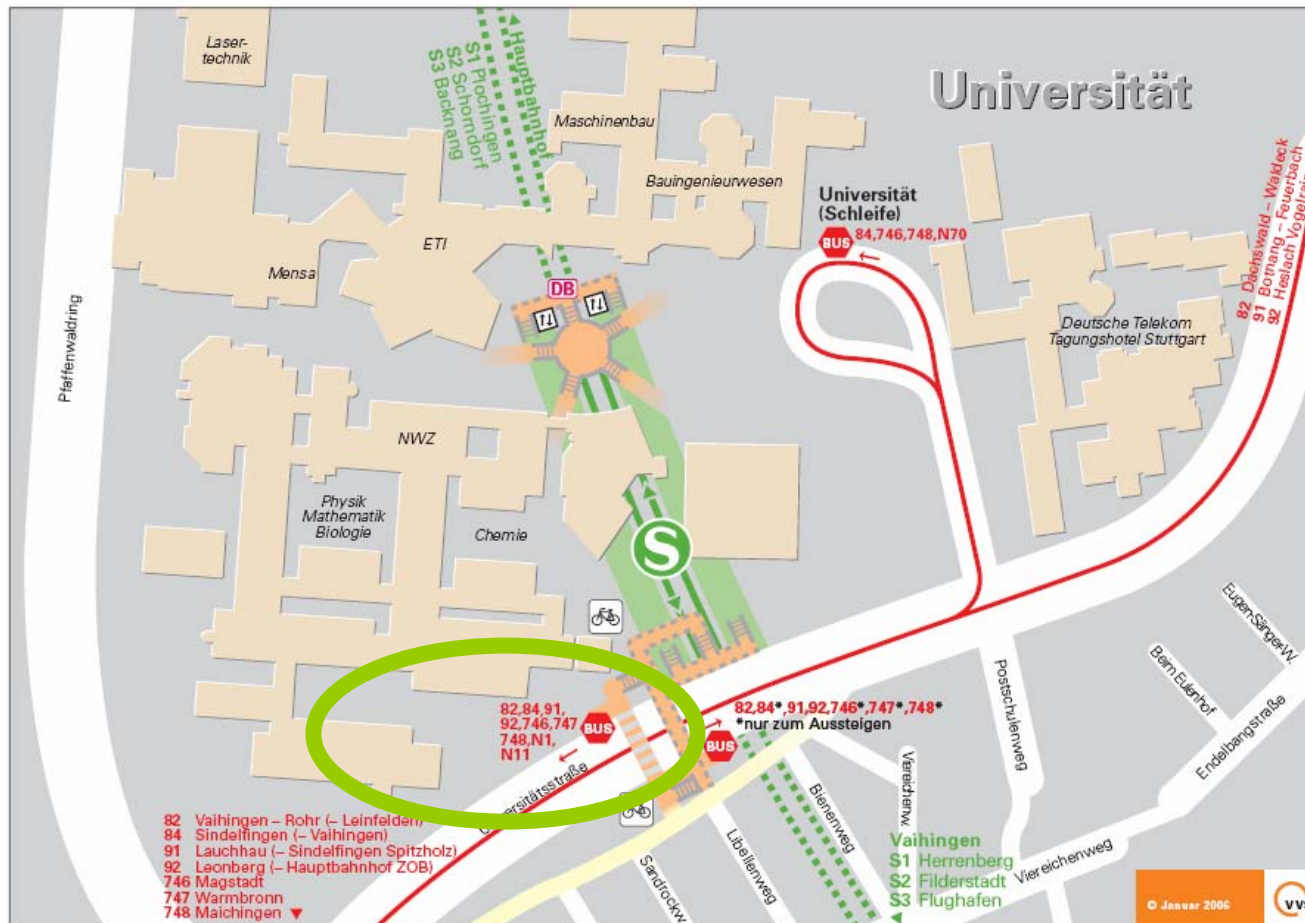 Laser-
technik
Hauptbahnhof
S1 Plochingen
S2 Schorndorf
S3 Backnang
Universität
Maschinenbau
Bauingenieurwesen
Universität
(Schleife)
BUS
84,746,748,N70
82 Dachswald – Waldeck
91 Botnang – Feuerbach
92 Heslach
ETI
Mensa
DB
Pfaffenwaldring
Deutsche Telekom
Tagungshotel Stuttgart
NWZ
Physik
Mathematik
Biologie
Chemie
S
82,84,91,
92,746,747
748,N1,
N11
BUS
82,84*,91,92,746*,747*,748*
*nur zum Aussteigen
BUS
Postschulenweg
Eugen-Sänger-W.
Beim Eulenhof
Endelbangstraße
Viereichenw.
Viereichenweg
Bienenweg
Libellenweg
Sandrockw.
82 Vaihingen – Rohr (– Leinfelden)
84 Sindelfingen (– Vaihingen)
91 Lauchhau (– Sindelfingen Spitzholz)
92 Leonberg (– Hauptbahnhof ZOB)
746 Magstadt
747 Warmbronn
748 Maichingen
Vaihingen
S1 Herrenberg
S2 Filderstadt
S3 Flughafen
© Januar 2006